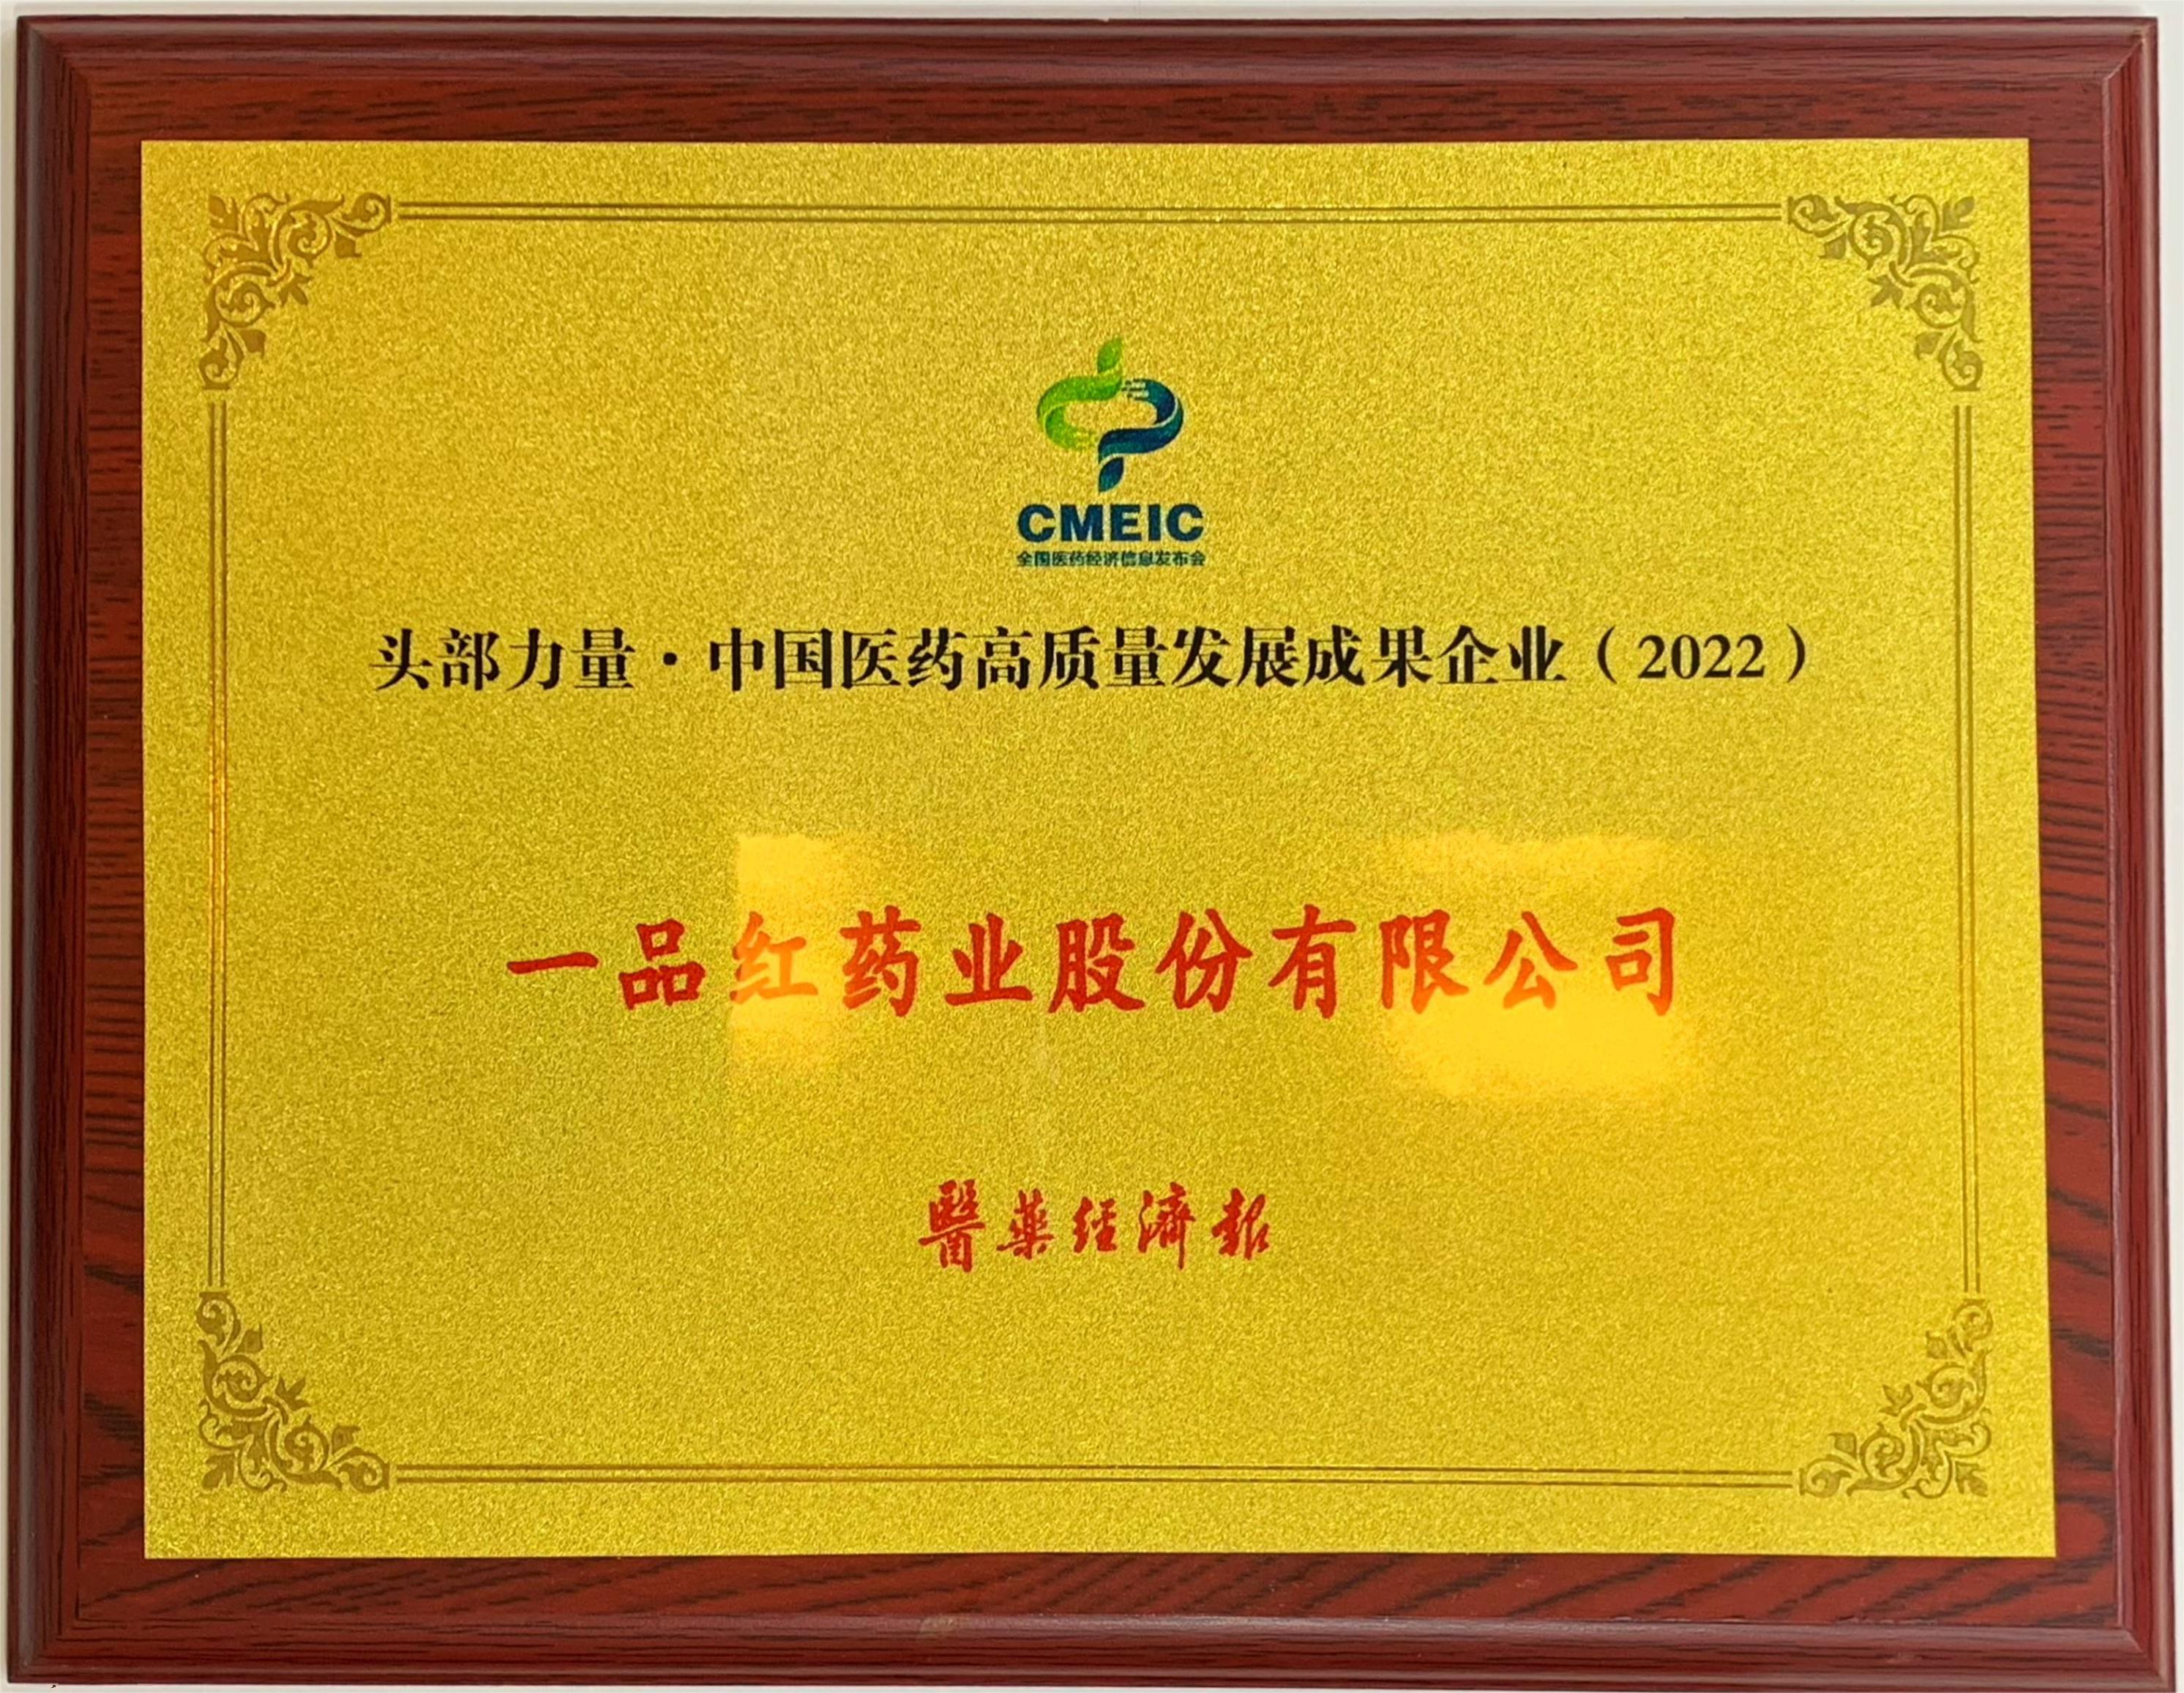 CMEIC
全国医药经济信息发布会
头部力量·中国医药高质量发展成果企业（2022）
一品红药业股份有限公司
醫藥經濟報